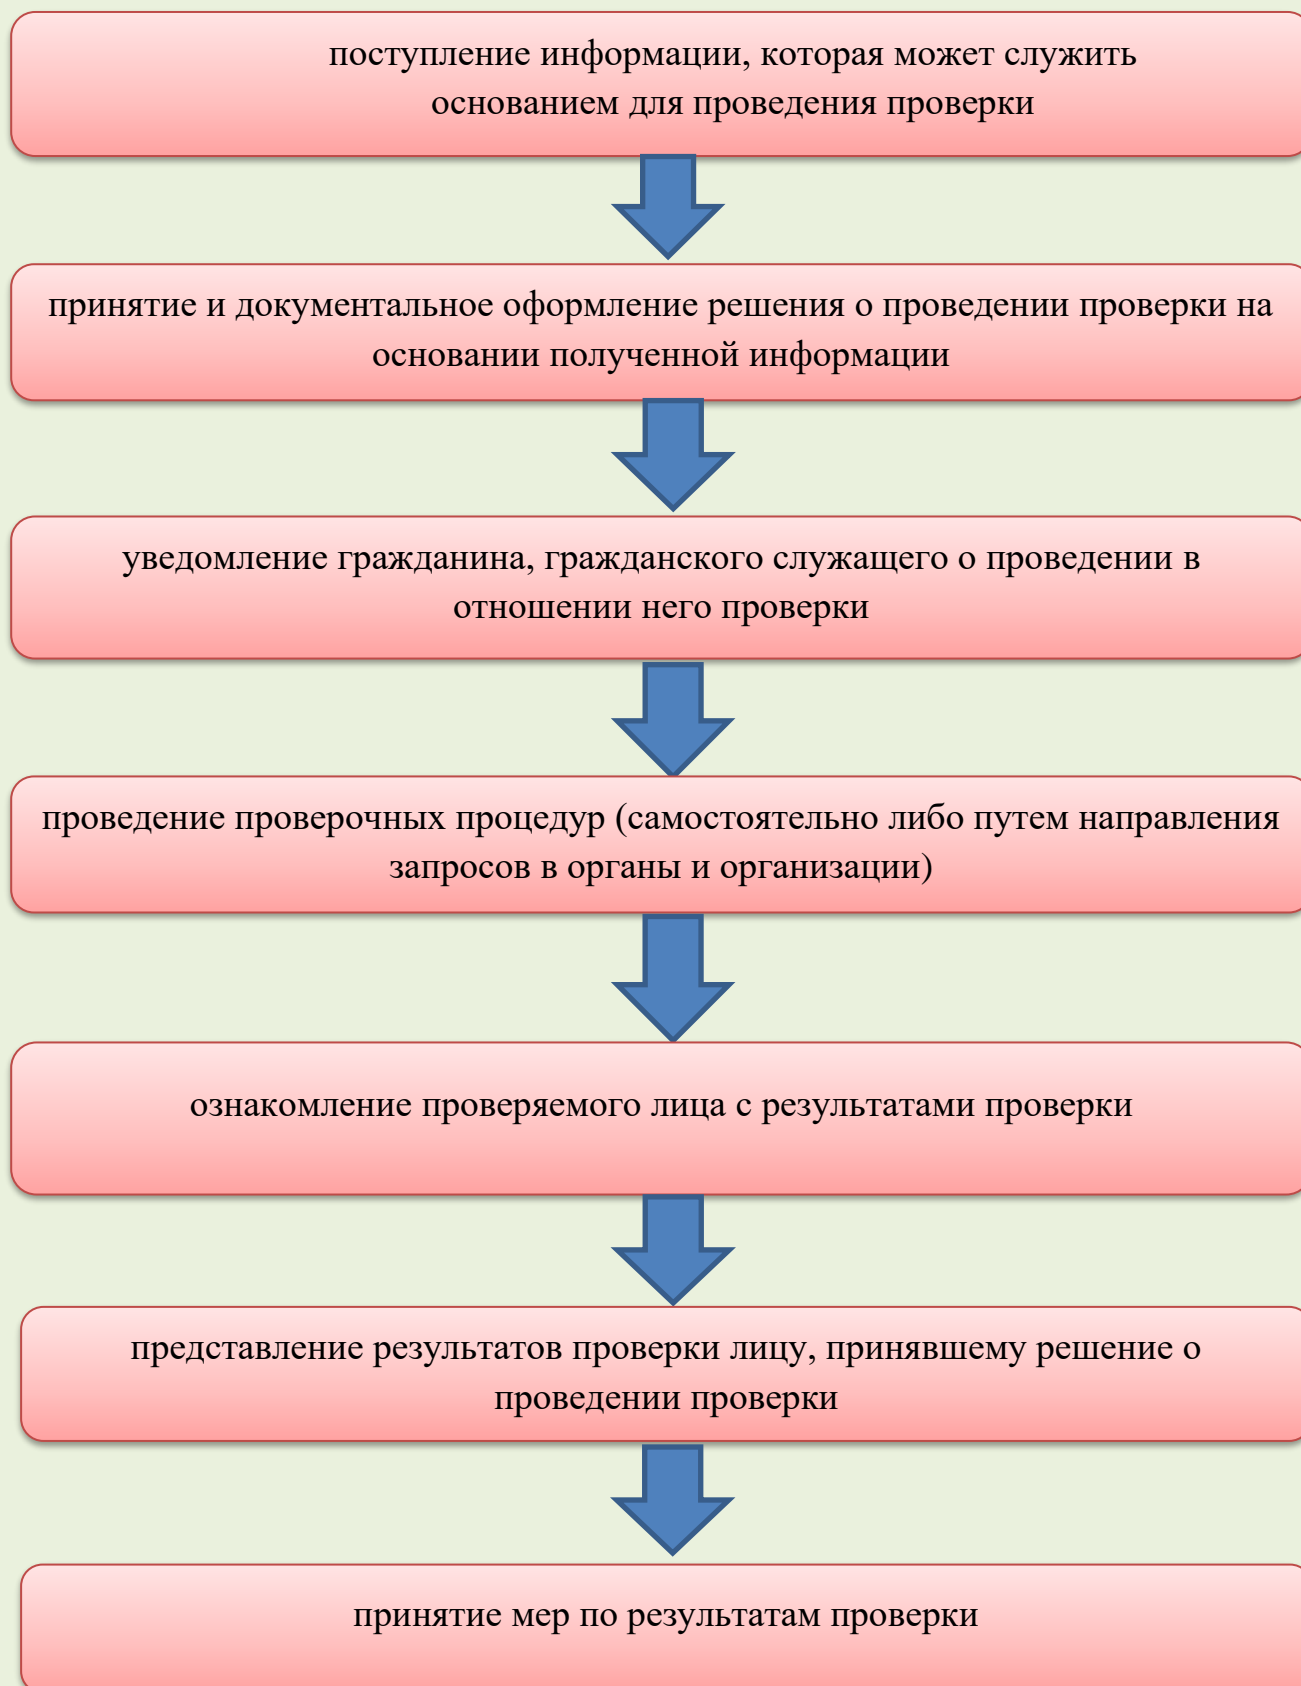 поступление информации, которая может служить
основанием для проведения проверки
принятие и документальное оформление решения о проведении проверки на
основании полученной информации
уведомление гражданина, гражданского служащего о проведении в
отношении него проверки
проведение проверочных процедур (самостоятельно либо путем направления
запросов в органы и организации)
ознакомление проверяемого лица с результатами проверки
представление результатов проверки лицу, принявшему решение о
проведении проверки
принятие мер по результатам проверки